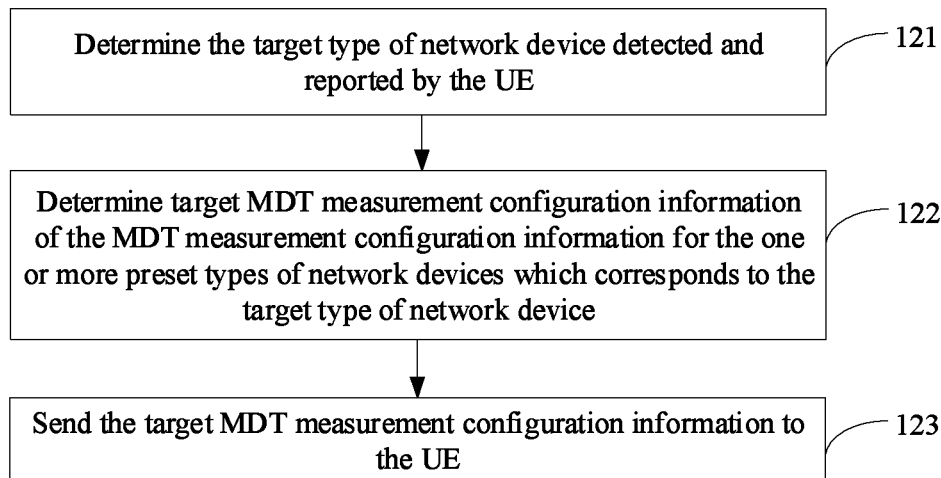 Determine the target type of network device detected and
reported by the UE
121
Determine target MDT measurement configuration information
of the MDT measurement configuration information for the one
or more preset types of network devices which corresponds to the
target type of network device
122
Send the target MDT measurement configuration information to
the UE
123